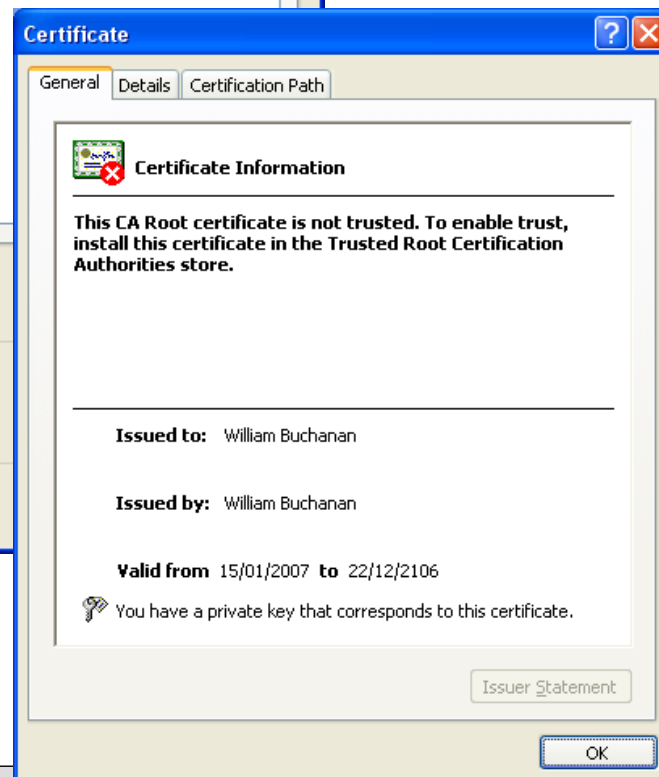 Certificate
General Details Certification Path
Certificate Information
This CA Root certificate is not trusted. To enable trust,
install this certificate in the Trusted Root Certification
Authorities store.
Issued to: William Buchanan
Issued by: William Buchanan
Valid from 15/01/2007 to 22/12/2106
You have a private key that corresponds to this certificate.
Issuer Statement
OK